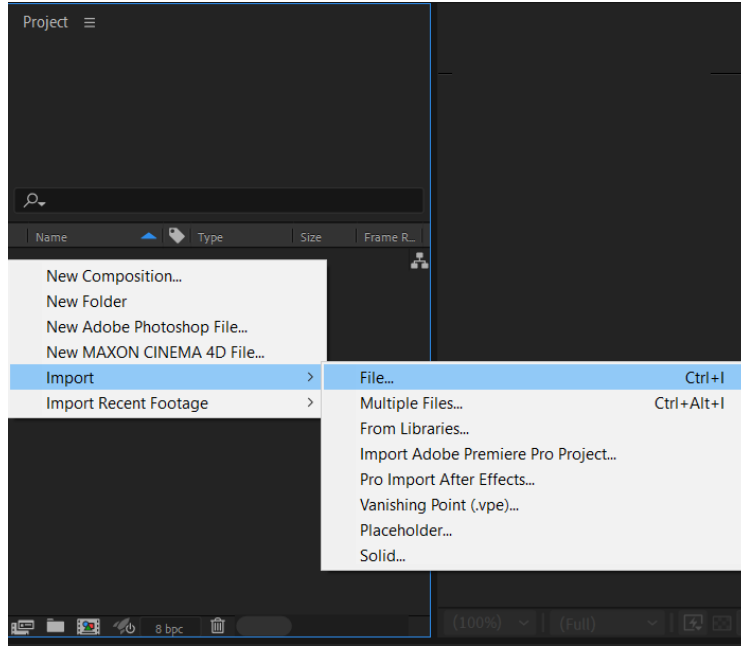 Project
Name Type Size Frame R...
New Composition...
New Folder
New Adobe Photoshop File...
New MAXON CINEMA 4D File...
Import
Import Recent Footage
File... Ctrl+I
Multiple Files... Ctrl+Alt+I
From Libraries...
Import Adobe Premiere Pro Project...
Pro Import After Effects...
Vanishing Point (.vpe)...
Placeholder...
Solid...
8 bpc
(100%) (Full)